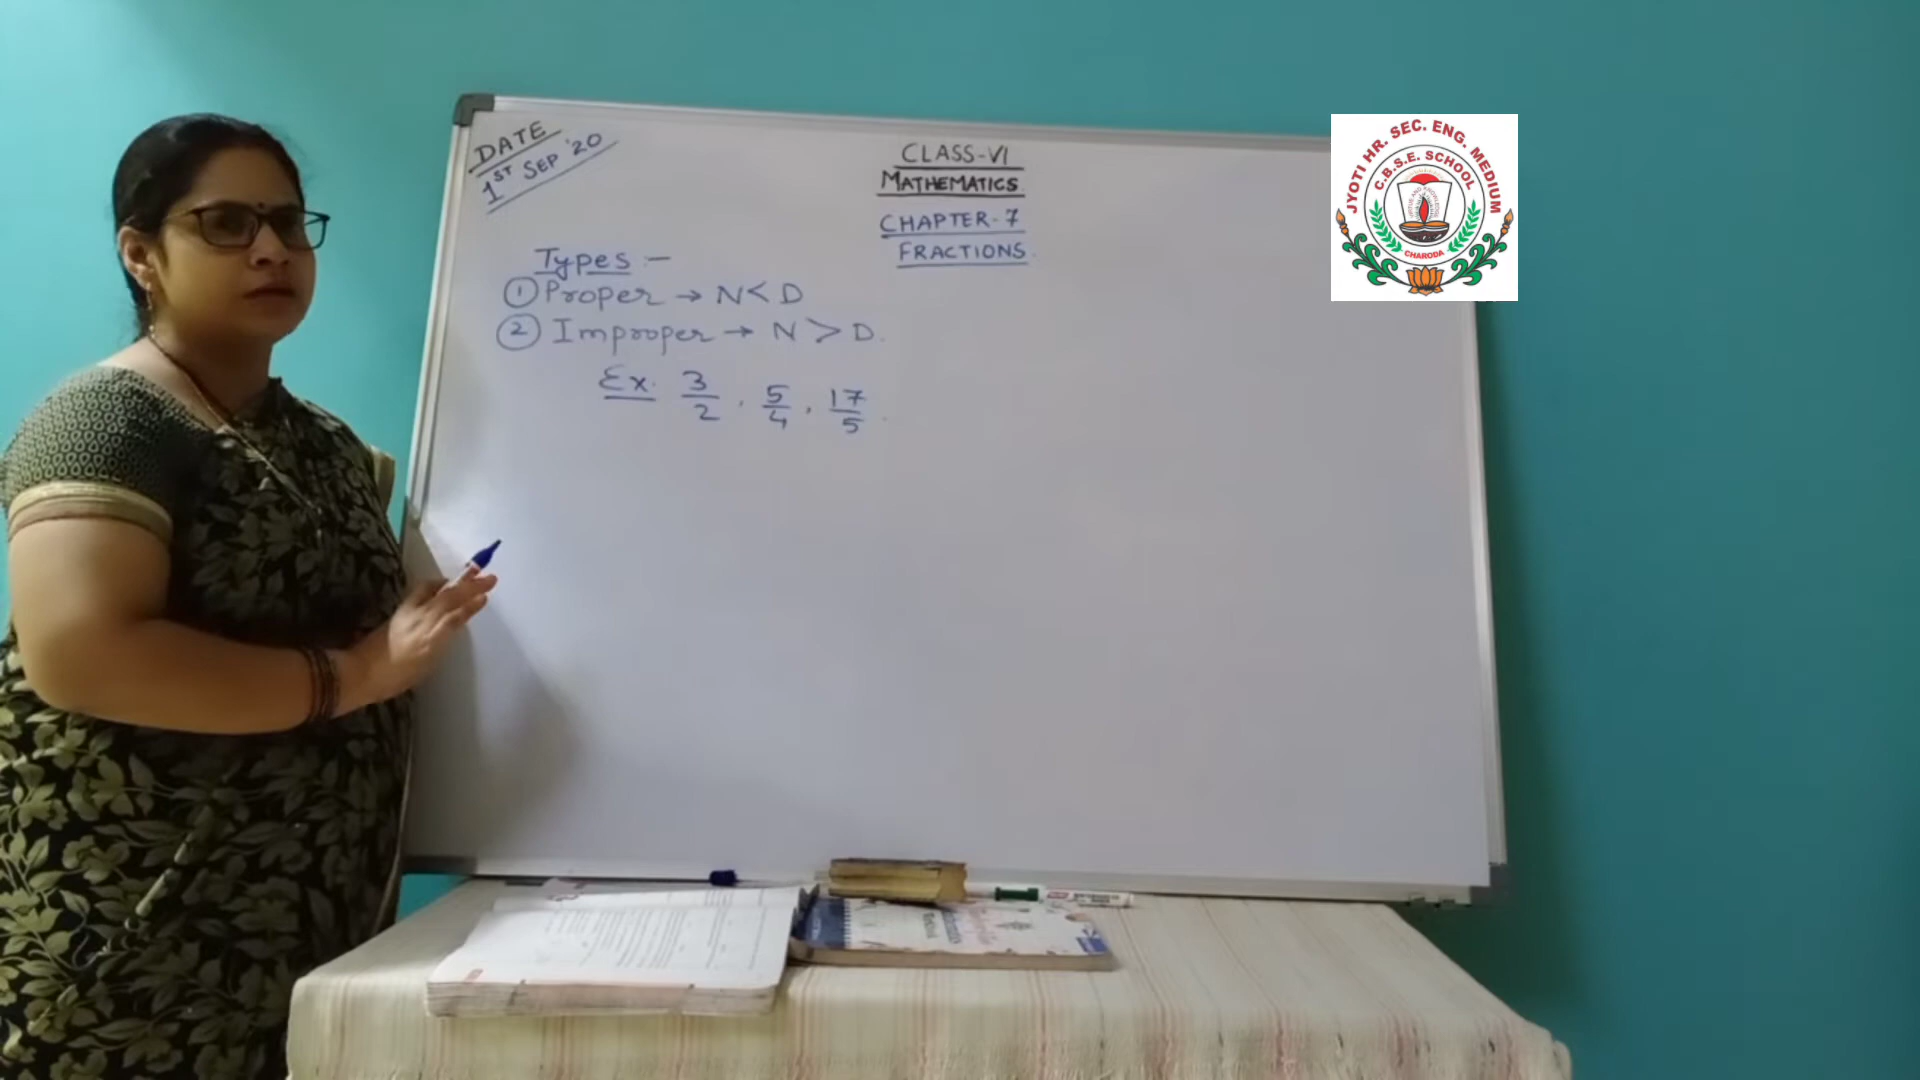 DATE
1ST SEP '20
CLASS-VI
MATHEMATICS
CHAPTER-7
FRACTIONS
Types :-
① Proper → N < D
② Improper → N > D.
Ex. 3/2, 5/4, 17/5.
JYOTI HR. SEC. ENG. MEDIUM
C.B.S.E. SCHOOL
CHARODA